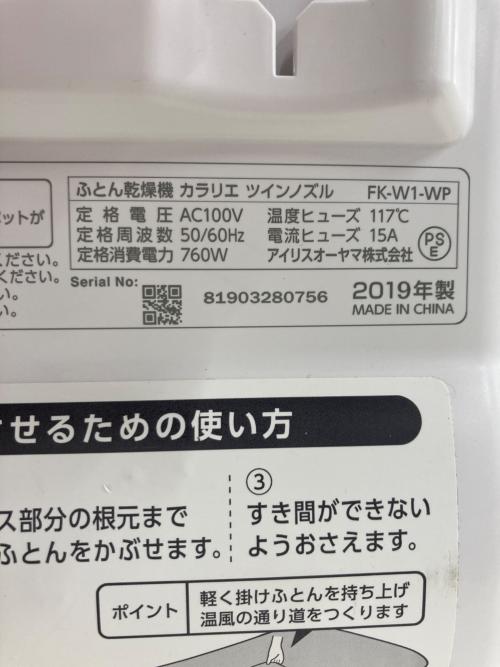 ふとん乾燥機 カラリエ ツインノズル FK-W1-WP
定格電圧 AC100V 温度ヒューズ 117℃
定格周波数 50/60Hz 電流ヒューズ 15A
定格消費電力 760W アイリスオーヤマ株式会社
PSE
ットが
ください。
ください。
い。
い。
Serial No:
81903280756
2019年製
MADE IN CHINA
させるための使い方
ス部分の根元まで
ふとんをかぶせます。
③
すき間ができない
ようおさえます。
ポイント
軽く掛けふとんを持ち上げ
温風の通り道をつくります